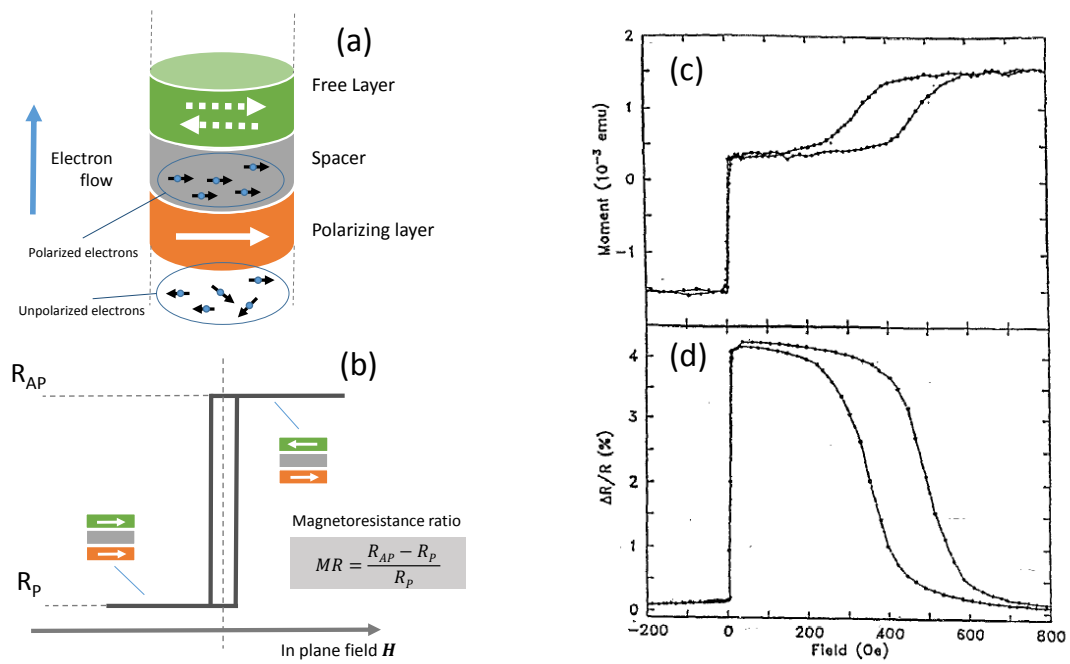 (a)
Free Layer
Spacer
Polarizing layer
Electron
flow
Polarized electrons
Unpolarized electrons
(b)
R_AP
R_P
Magnetoresistance ratio
MR = (R_AP − R_P) / R_P
In plane field H
(c)
2
1
0
−1
Moment (10⁻³ emu)
(d)
4
3
2
1
0
ΔR/R (%)
−200
0
200
400
600
800
Field (Oe)